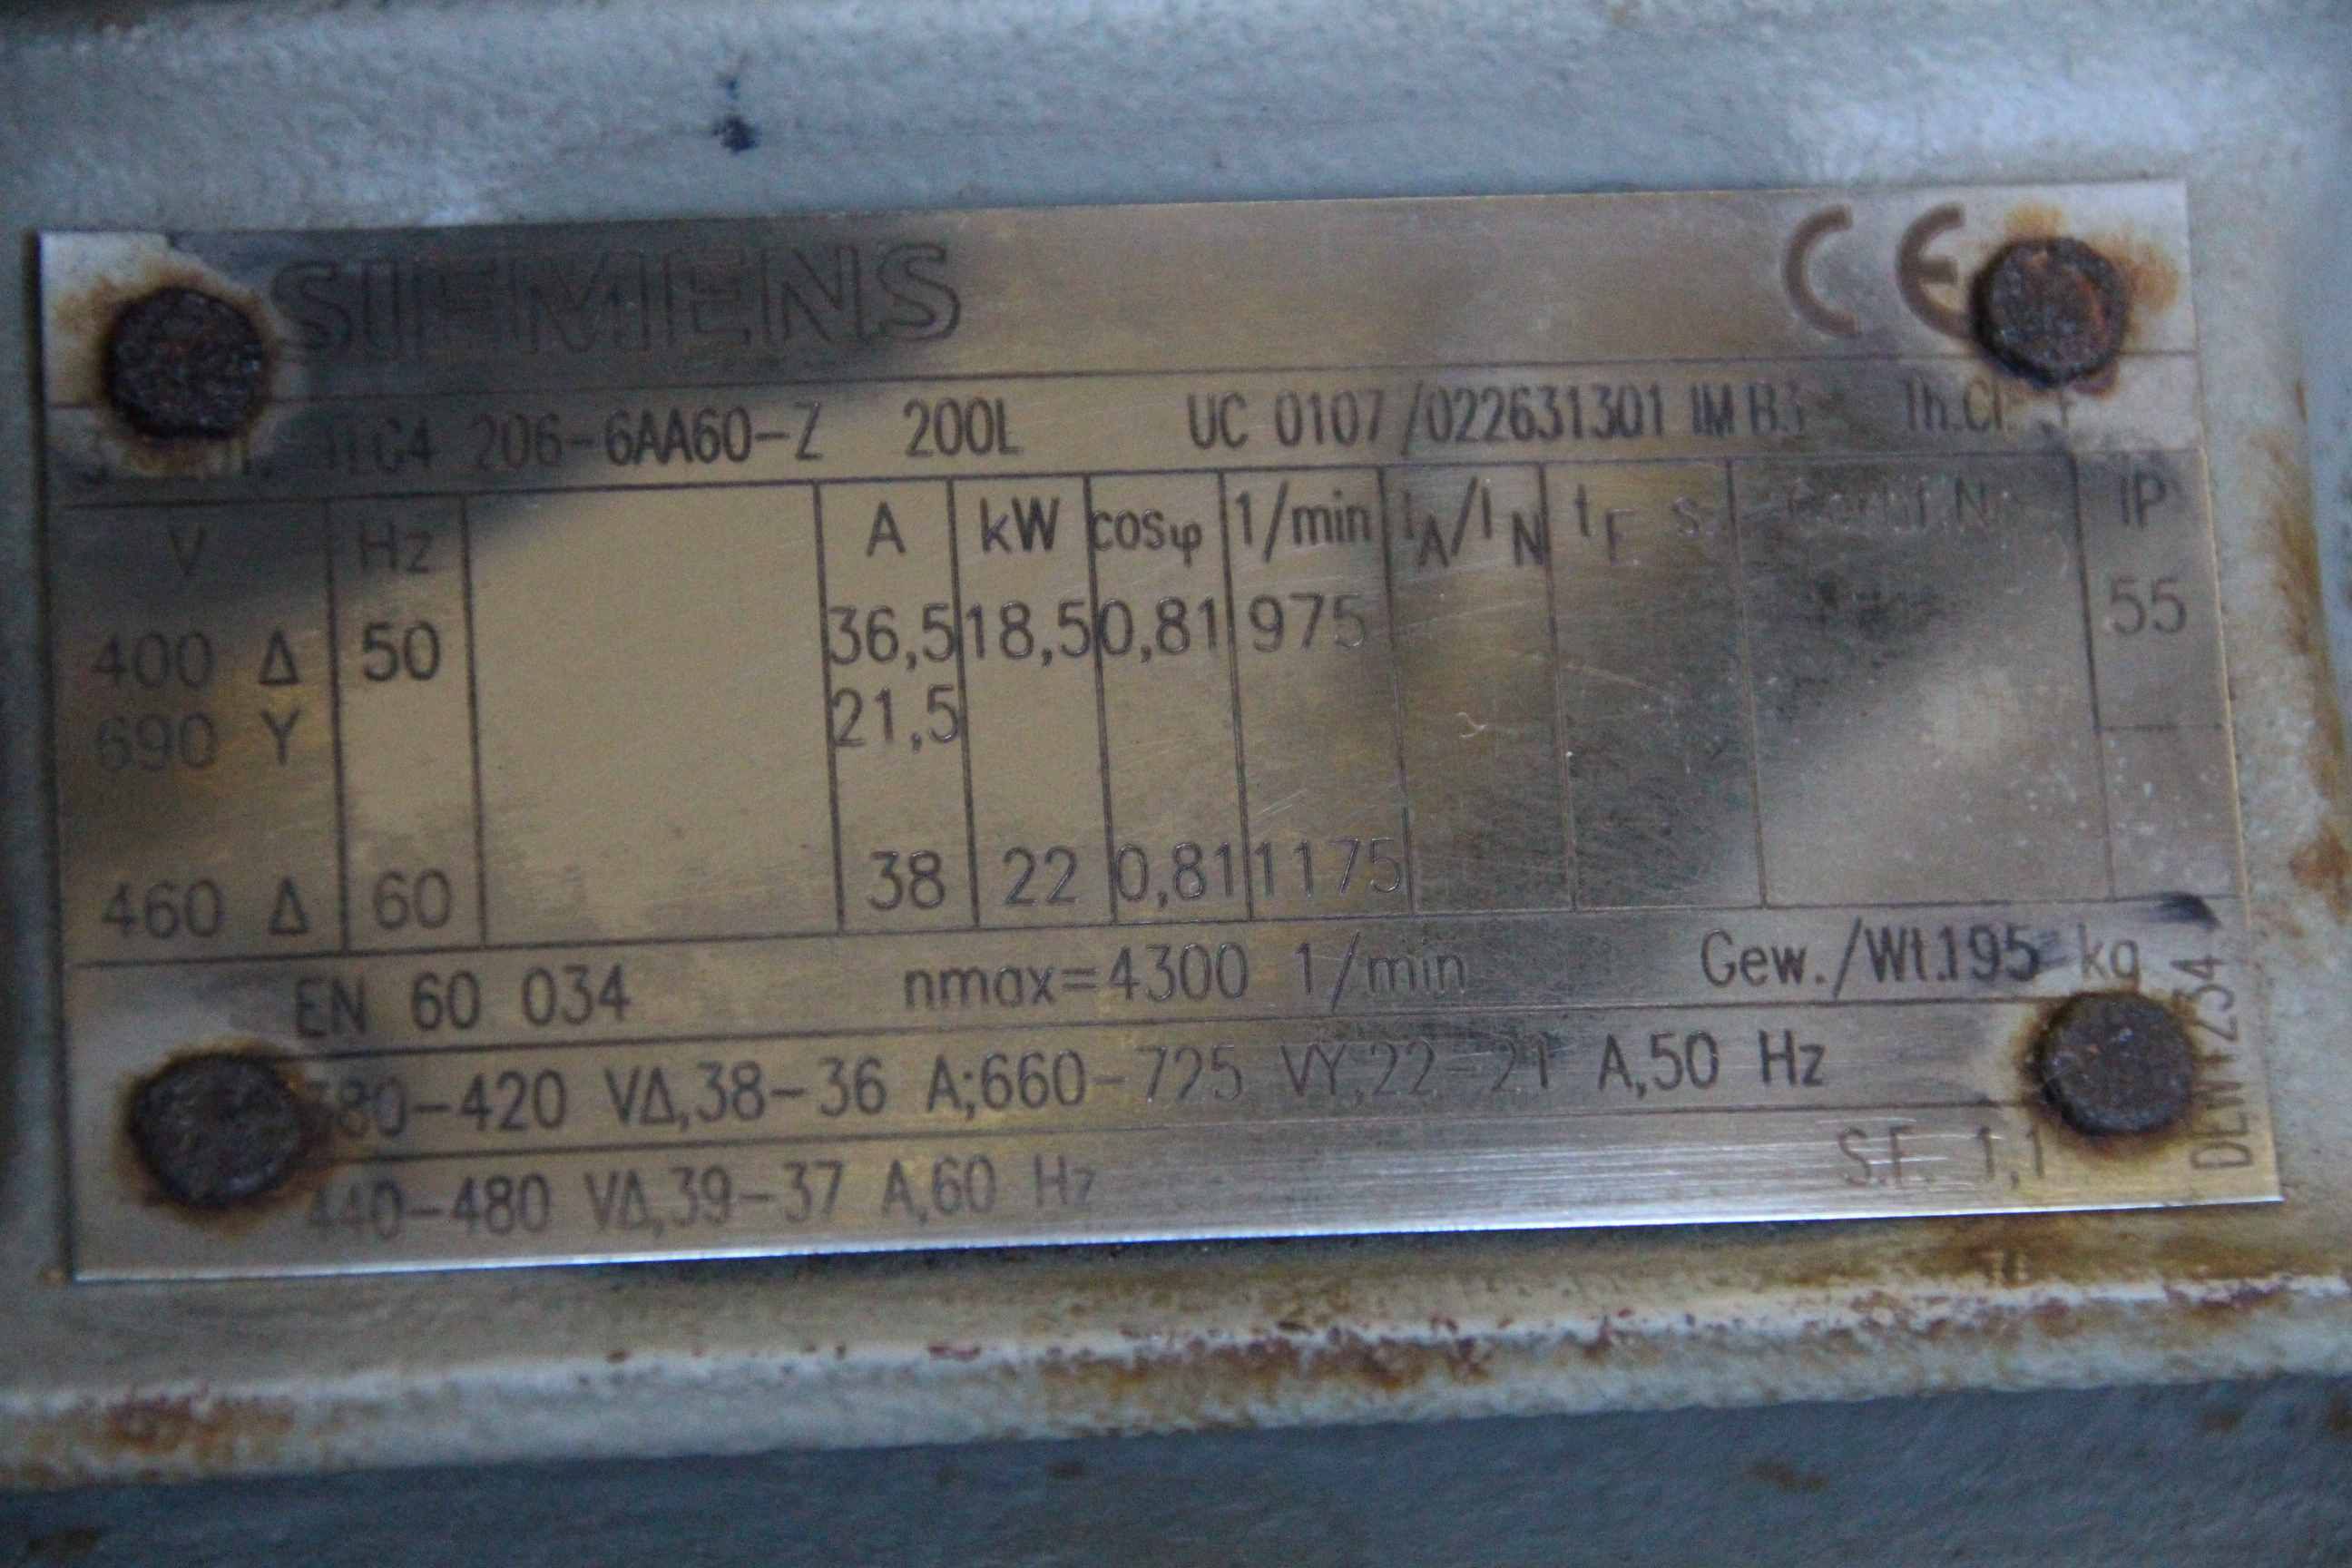 SIEMENS CE
206-6AA60-Z 200L UC 0107 /022631301 IM B3 Th.Cl. F
V Hz A kW cosφ 1/min IA/IN tE s Certif.Nr. IP
400 Δ 50 36,5 18,5 0,81 975 55
690 Y 21,5
460 Δ 60 38 22 0,81 1175
EN 60 034 nmax=4300 1/min Gew./Wt.195 kg
380-420 VΔ,38-36 A;660-725 VY,22-21 A,50 Hz
440-480 VΔ,39-37 A,60 Hz S.F. 1,1